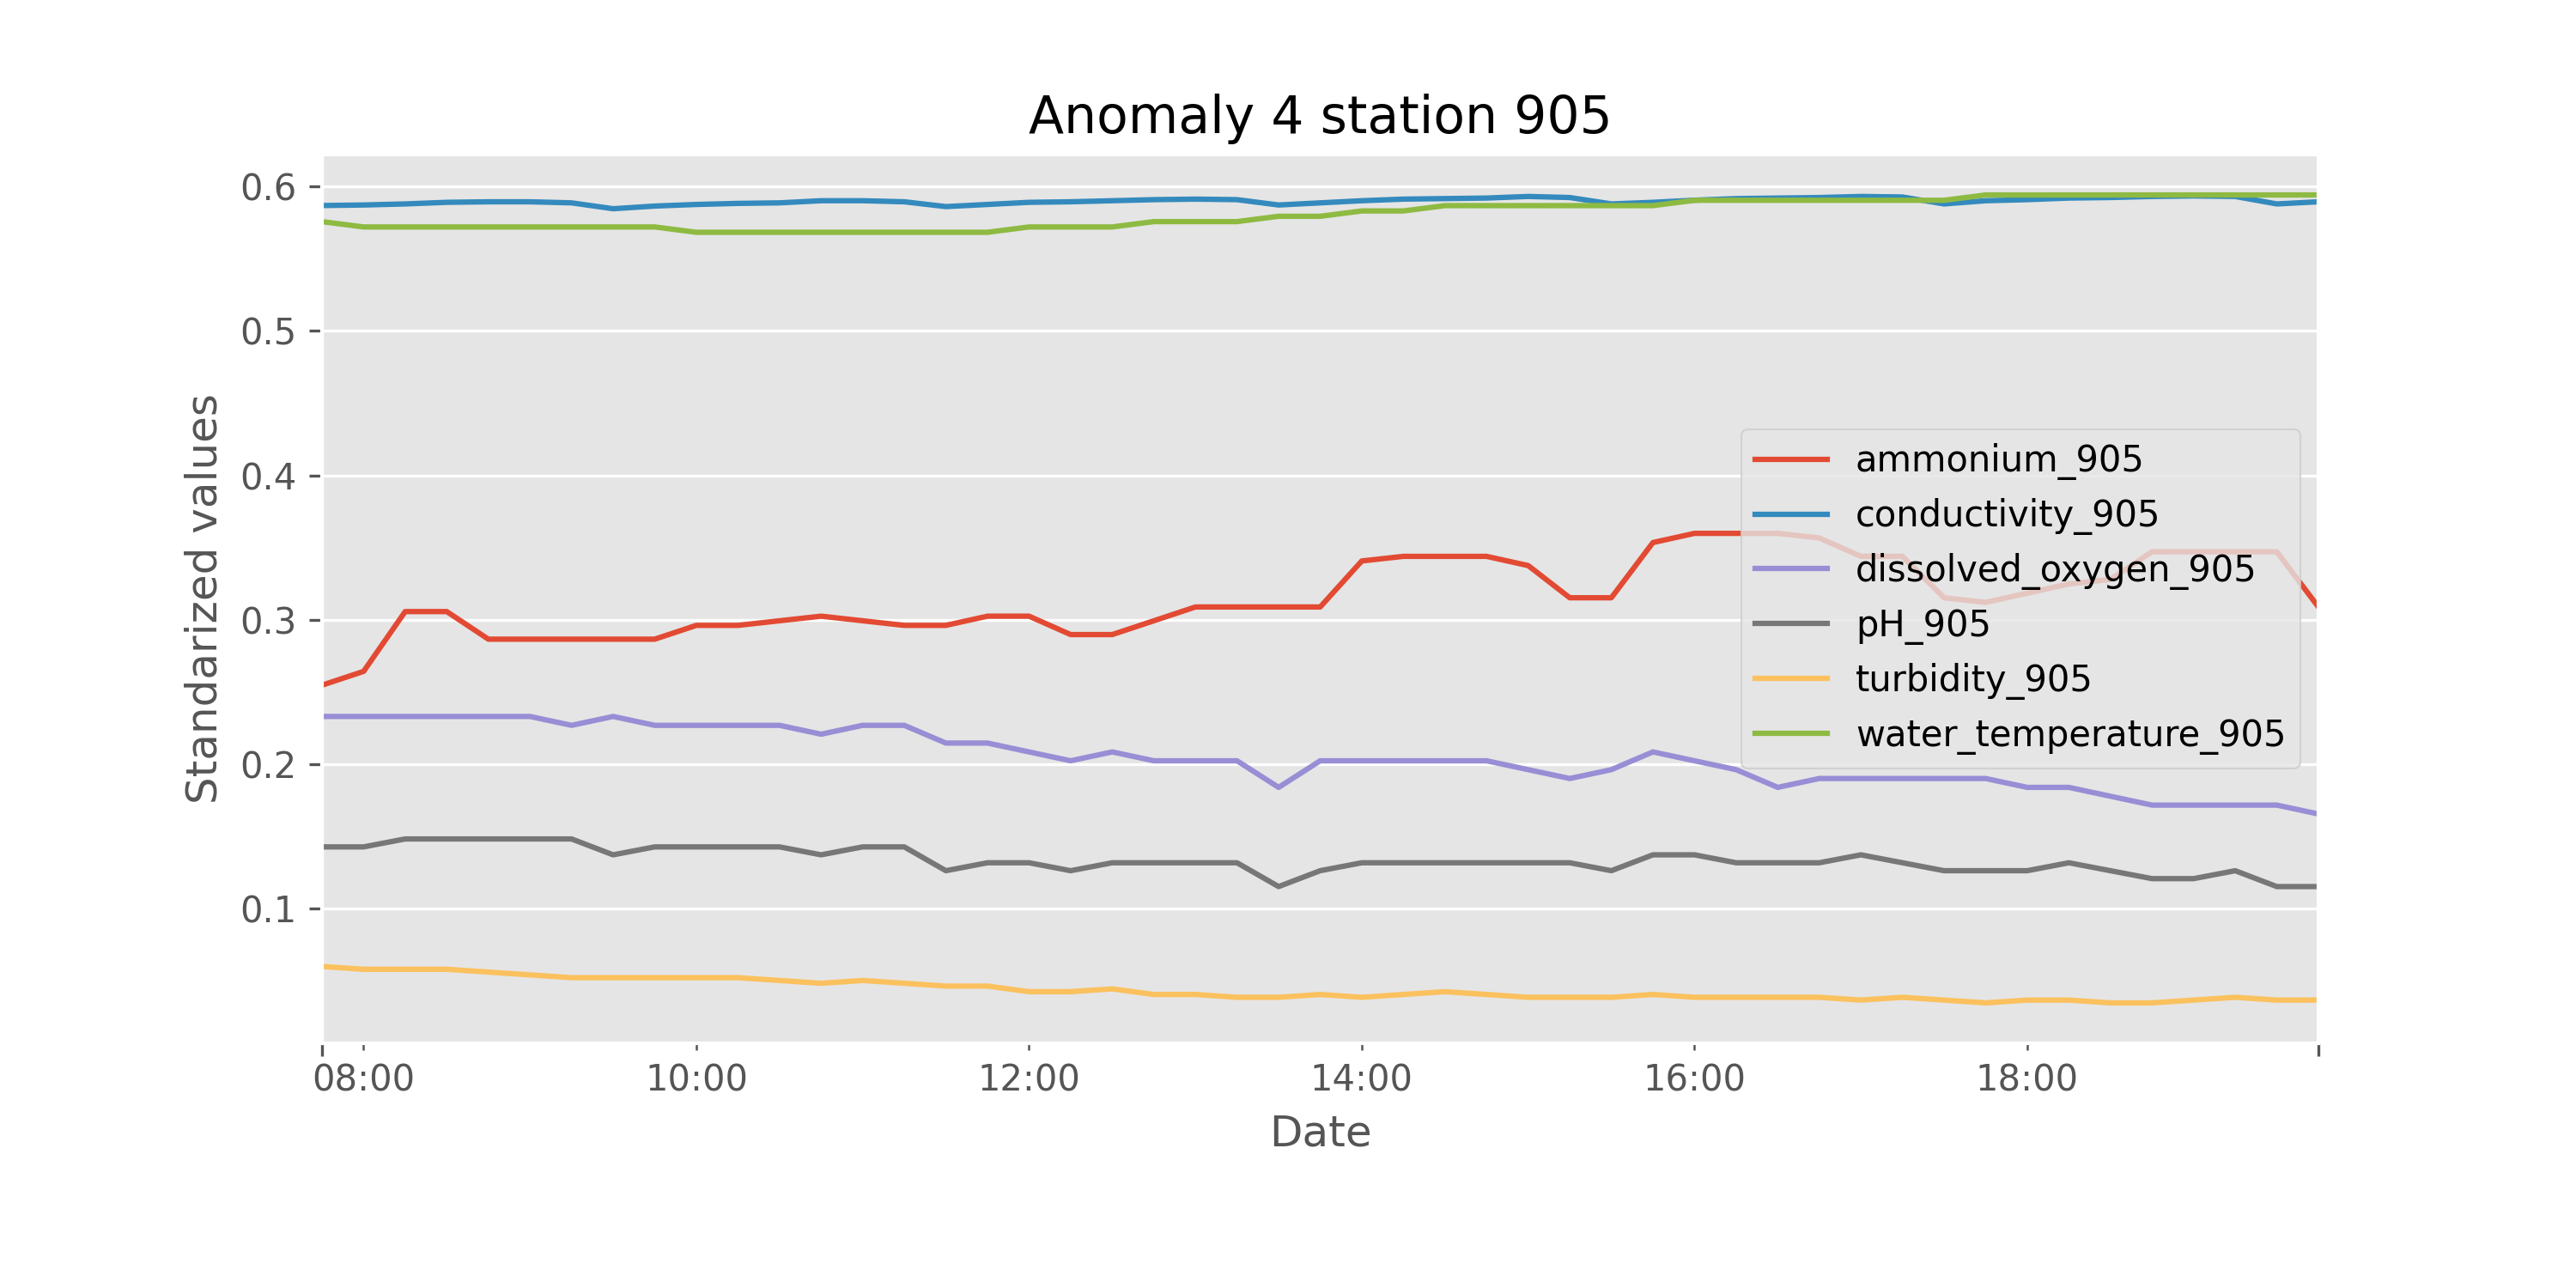 Anomaly 4 station 905
Standarized values
0.6
0.5
0.4
0.3
0.2
0.1
ammonium_905
conductivity_905
dissolved_oxygen_905
pH_905
turbidity_905
water_temperature_905
08:00 10:00 12:00 14:00 16:00 18:00
Date